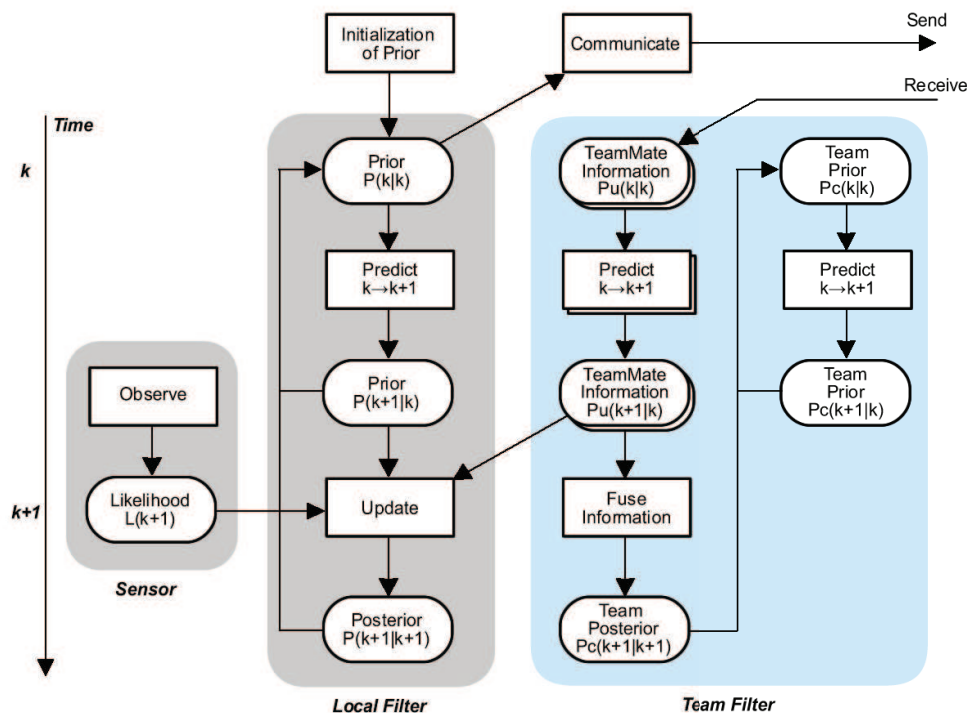 Initialization
of Prior
Communicate
Send
Receive
Time
k
Prior
P(k|k)
TeamMate
Information
Pu(k|k)
Team
Prior
Pc(k|k)
Predict
k→k+1
Predict
k→k+1
Predict
k→k+1
Observe
Prior
P(k+1|k)
TeamMate
Information
Pu(k+1|k)
Team
Prior
Pc(k+1|k)
k+1
Likelihood
L(k+1)
Update
Fuse
Information
Sensor
Posterior
P(k+1|k+1)
Team
Posterior
Pc(k+1|k+1)
Local Filter
Team Filter